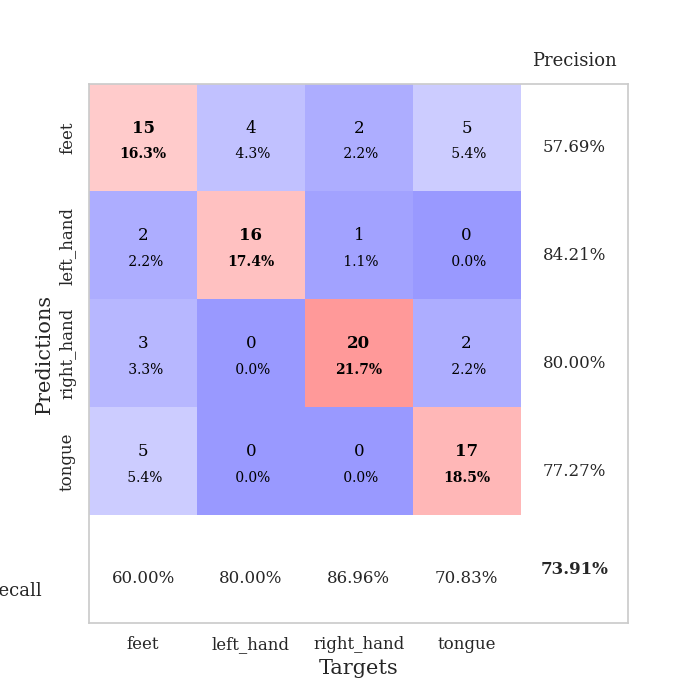 Precision
feet 15 4 2 5 57.69%
16.3% 4.3% 2.2% 5.4%
left_hand 2 16 1 0 84.21%
2.2% 17.4% 1.1% 0.0%
Predictions
right_hand 3 0 20 2 80.00%
3.3% 0.0% 21.7% 2.2%
tongue 5 0 0 17 77.27%
5.4% 0.0% 0.0% 18.5%
ecall 60.00% 80.00% 86.96% 70.83% 73.91%
feet left_hand right_hand tongue
Targets